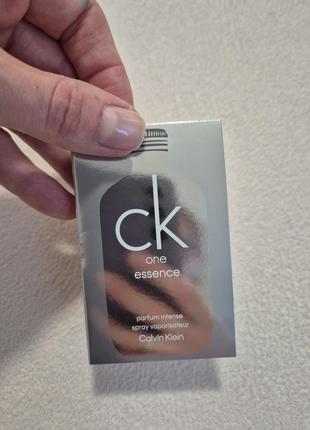 ck
one
essence
parfum intense
spray vaporisateur
Calvin Klein